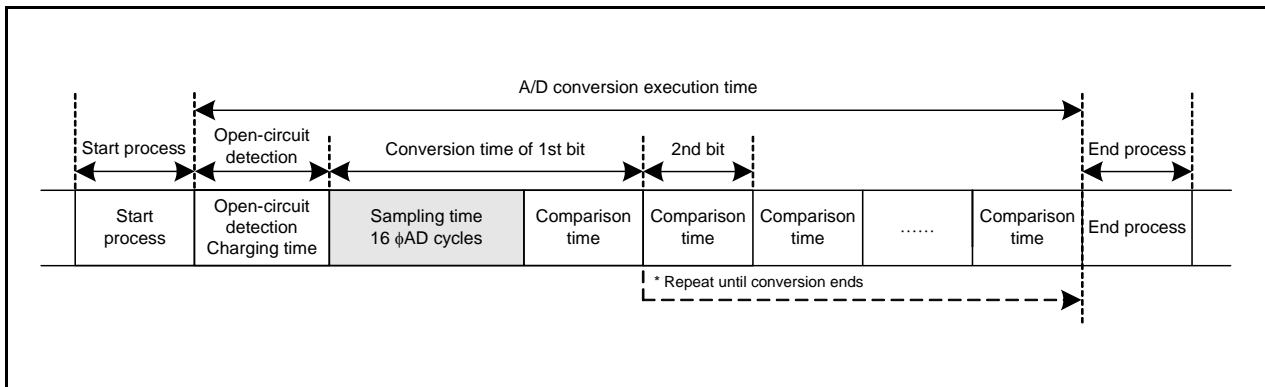 A/D conversion execution time
Start process
Open-circuit
detection
Conversion time of 1st bit
2nd bit
End process
Start
process
Open-circuit
detection
Charging time
Sampling time
16 ϕAD cycles
Comparison
time
Comparison
time
Comparison
time
......
Comparison
time
End process
* Repeat until conversion ends